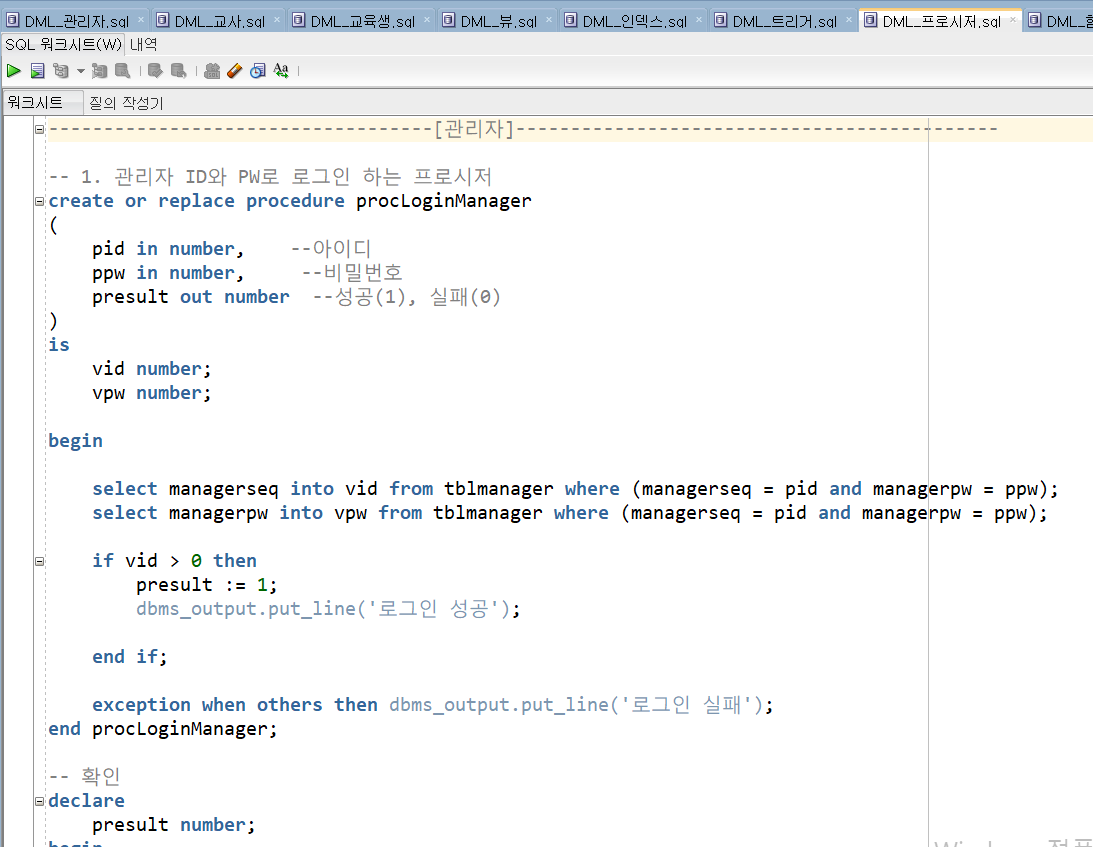 DML_관리자.sql DML_교사.sql DML_교육생.sql DML_뷰.sql DML_인덱스.sql DML_트리거.sql DML_프로시저.sql
SQL 워크시트(W) 내역
워크시트 질의 작성기
-----------------------------------[관리자]--------------------------------------------
-- 1. 관리자 ID와 PW로 로그인 하는 프로시저
create or replace procedure procLoginManager
(
pid in number, --아이디
ppw in number, --비밀번호
presult out number --성공(1), 실패(0)
)
is
vid number;
vpw number;
begin
select managerseq into vid from tblmanager where (managerseq = pid and managerpw = ppw);
select managerpw into vpw from tblmanager where (managerseq = pid and managerpw = ppw);
if vid > 0 then
presult := 1;
dbms_output.put_line('로그인 성공');
end if;
exception when others then dbms_output.put_line('로그인 실패');
end procLoginManager;
-- 확인
declare
presult number;
begin